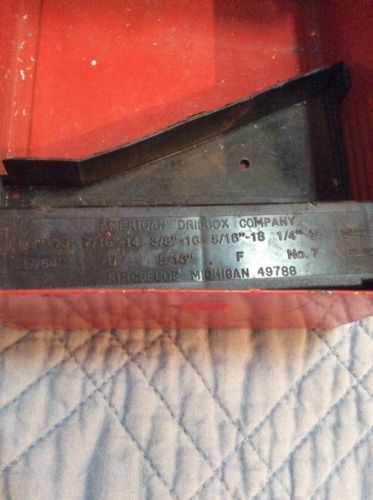 AMERICAN DRILBOX COMPANY
7/16"-14 3/8"-16 5/16"-18 1/4"-20
27/64" U 5/16" F No. 7
KINCHELOE MICHIGAN 49788